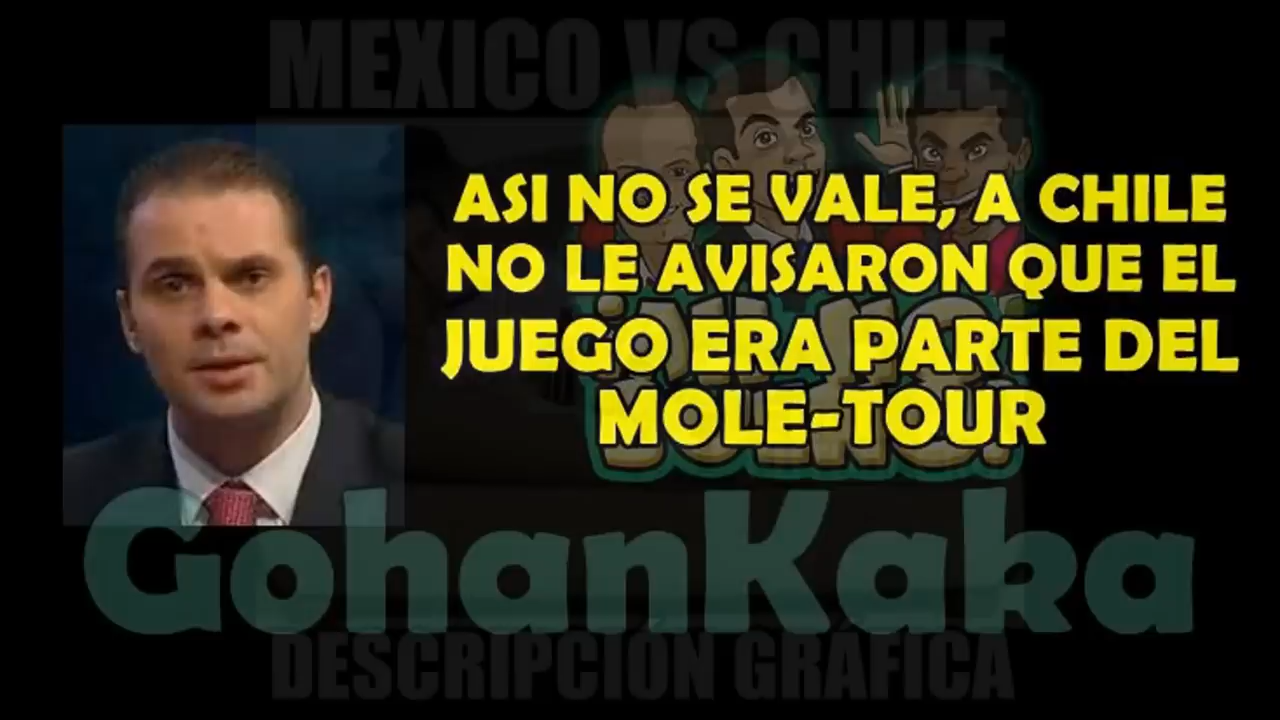 MEXICO VS CHILE
ASI NO SE VALE, A CHILE
NO LE AVISARON QUE EL
JUEGO ERA PARTE DEL
MOLE-TOUR
GohanKaka
DESCRIPCIÓN GRÁFICA